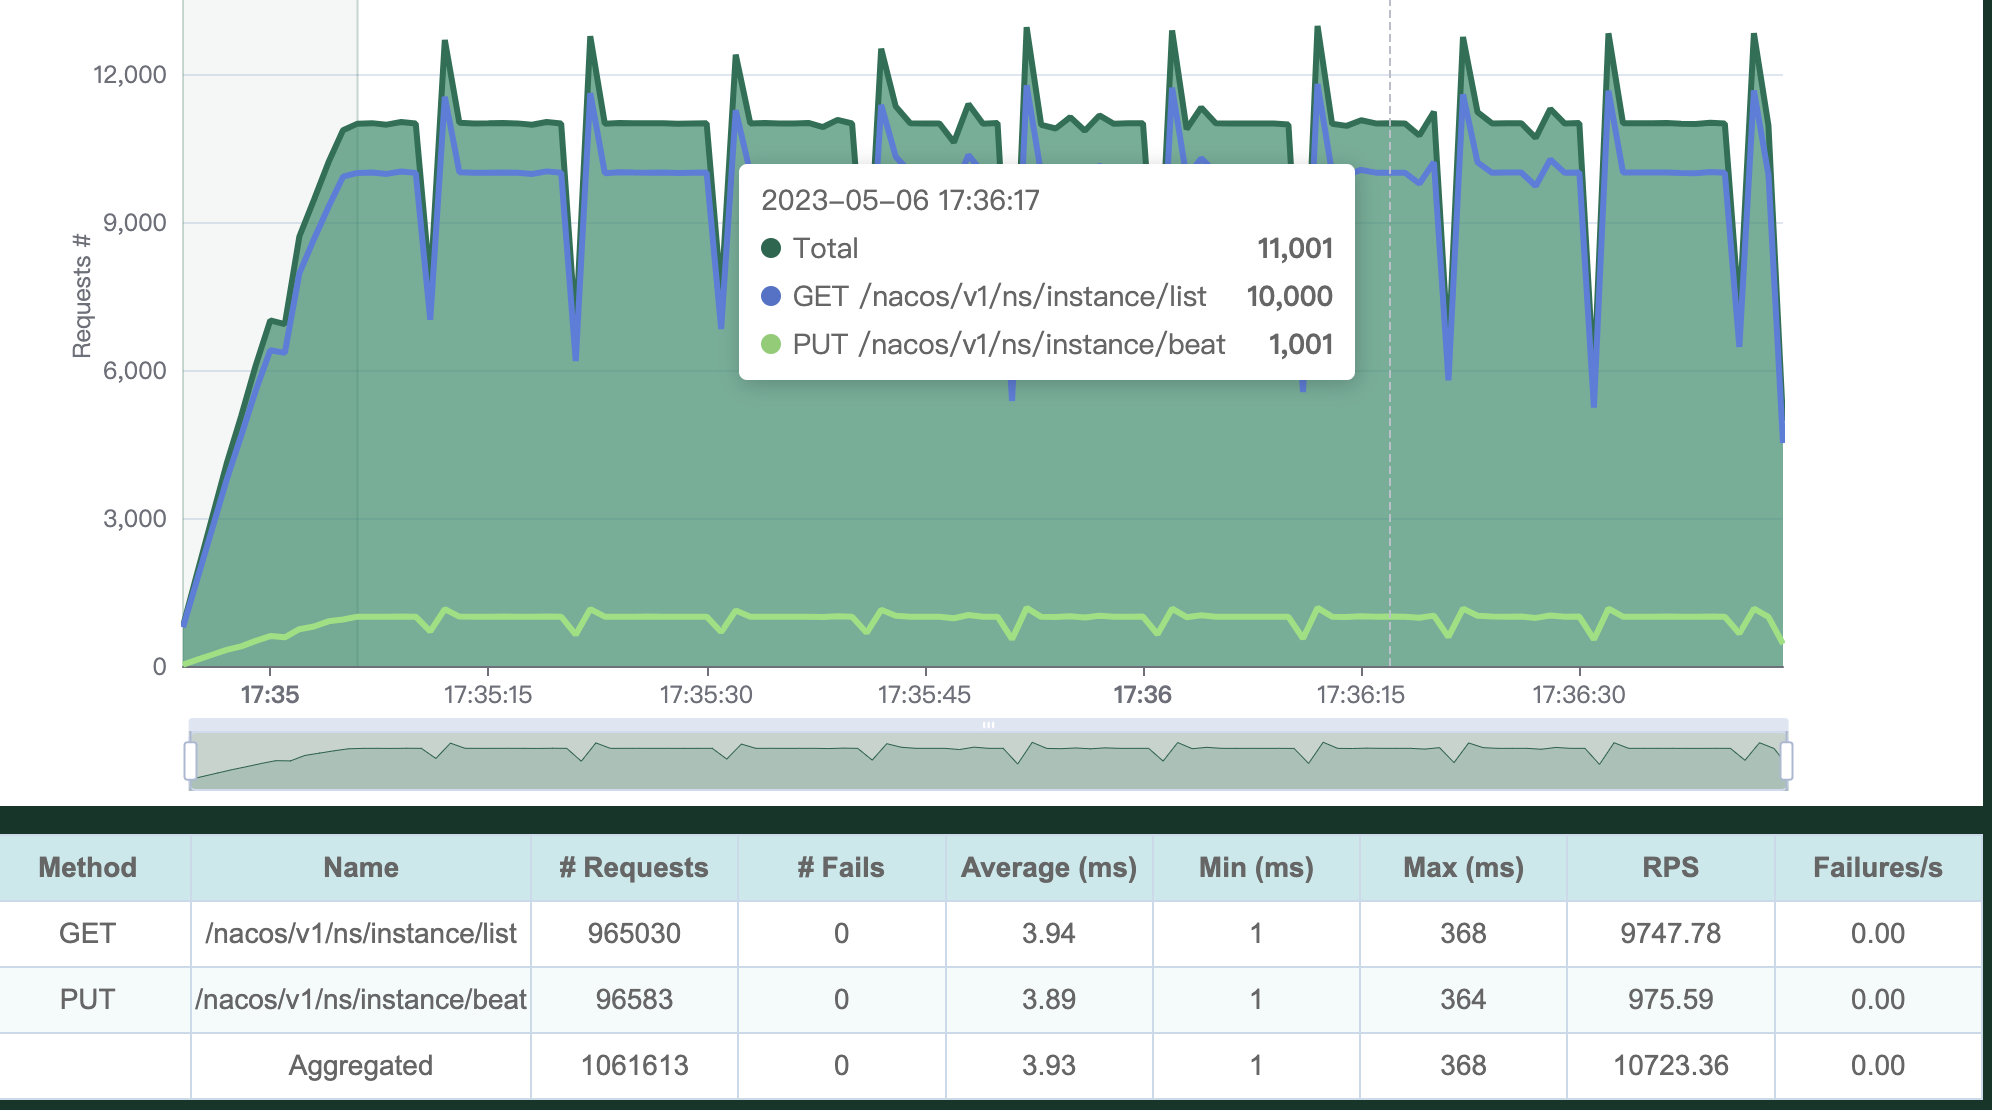 12,000
9,000
6,000
3,000
0
Requests #
2023-05-06 17:36:17
Total 11,001
GET /nacos/v1/ns/instance/list 10,000
PUT /nacos/v1/ns/instance/beat 1,001
17:35 17:35:15 17:35:30 17:35:45 17:36 17:36:15 17:36:30
Method Name # Requests # Fails Average (ms) Min (ms) Max (ms) RPS Failures/s
GET /nacos/v1/ns/instance/list 965030 0 3.94 1 368 9747.78 0.00
PUT /nacos/v1/ns/instance/beat 96583 0 3.89 1 364 975.59 0.00
Aggregated 1061613 0 3.93 1 368 10723.36 0.00